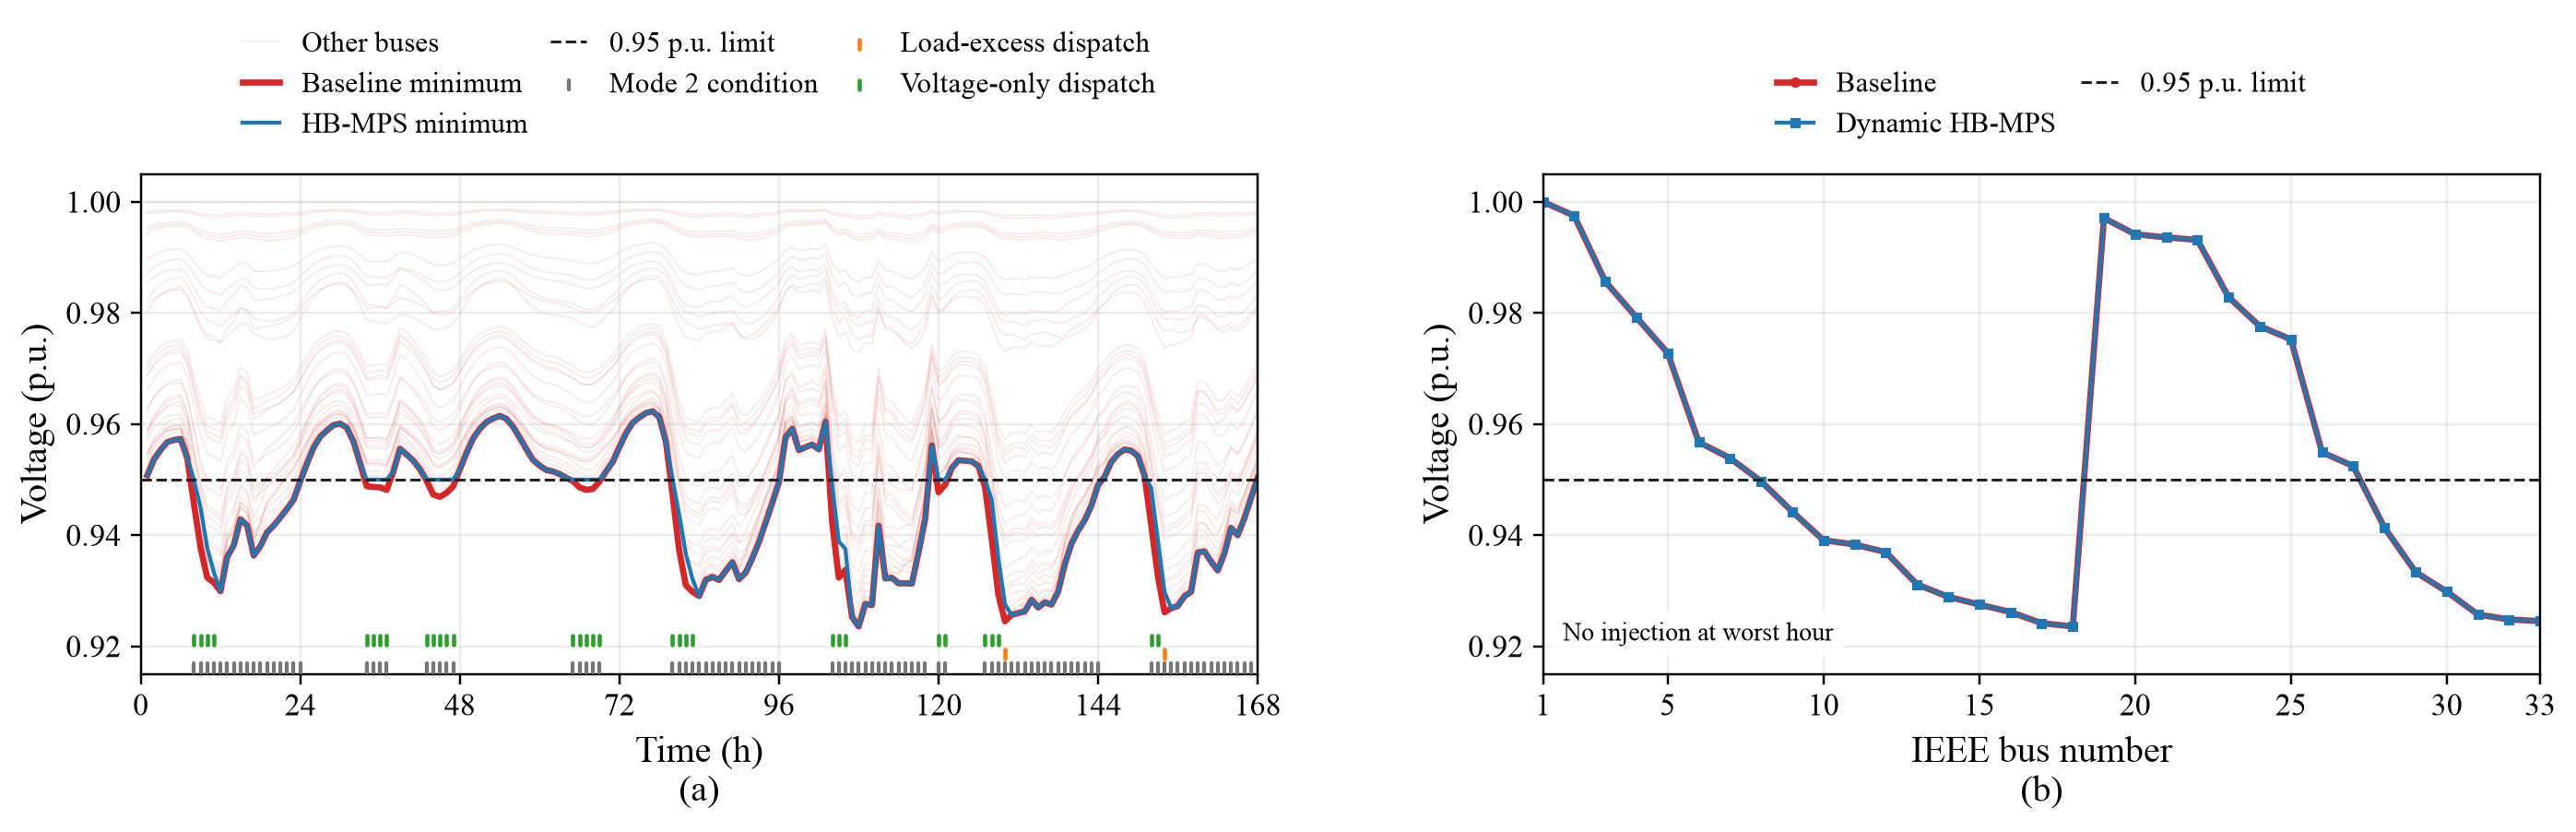 Other buses
Baseline minimum
HB-MPS minimum
0.95 p.u. limit
Mode 2 condition
Load-excess dispatch
Voltage-only dispatch
Voltage (p.u.)
1.00
0.98
0.96
0.94
0.92
0 24 48 72 96 120 144 168
Time (h)
(a)
Baseline
Dynamic HB-MPS
0.95 p.u. limit
Voltage (p.u.)
1.00
0.98
0.96
0.94
0.92
No injection at worst hour
1 5 10 15 20 25 30 33
IEEE bus number
(b)